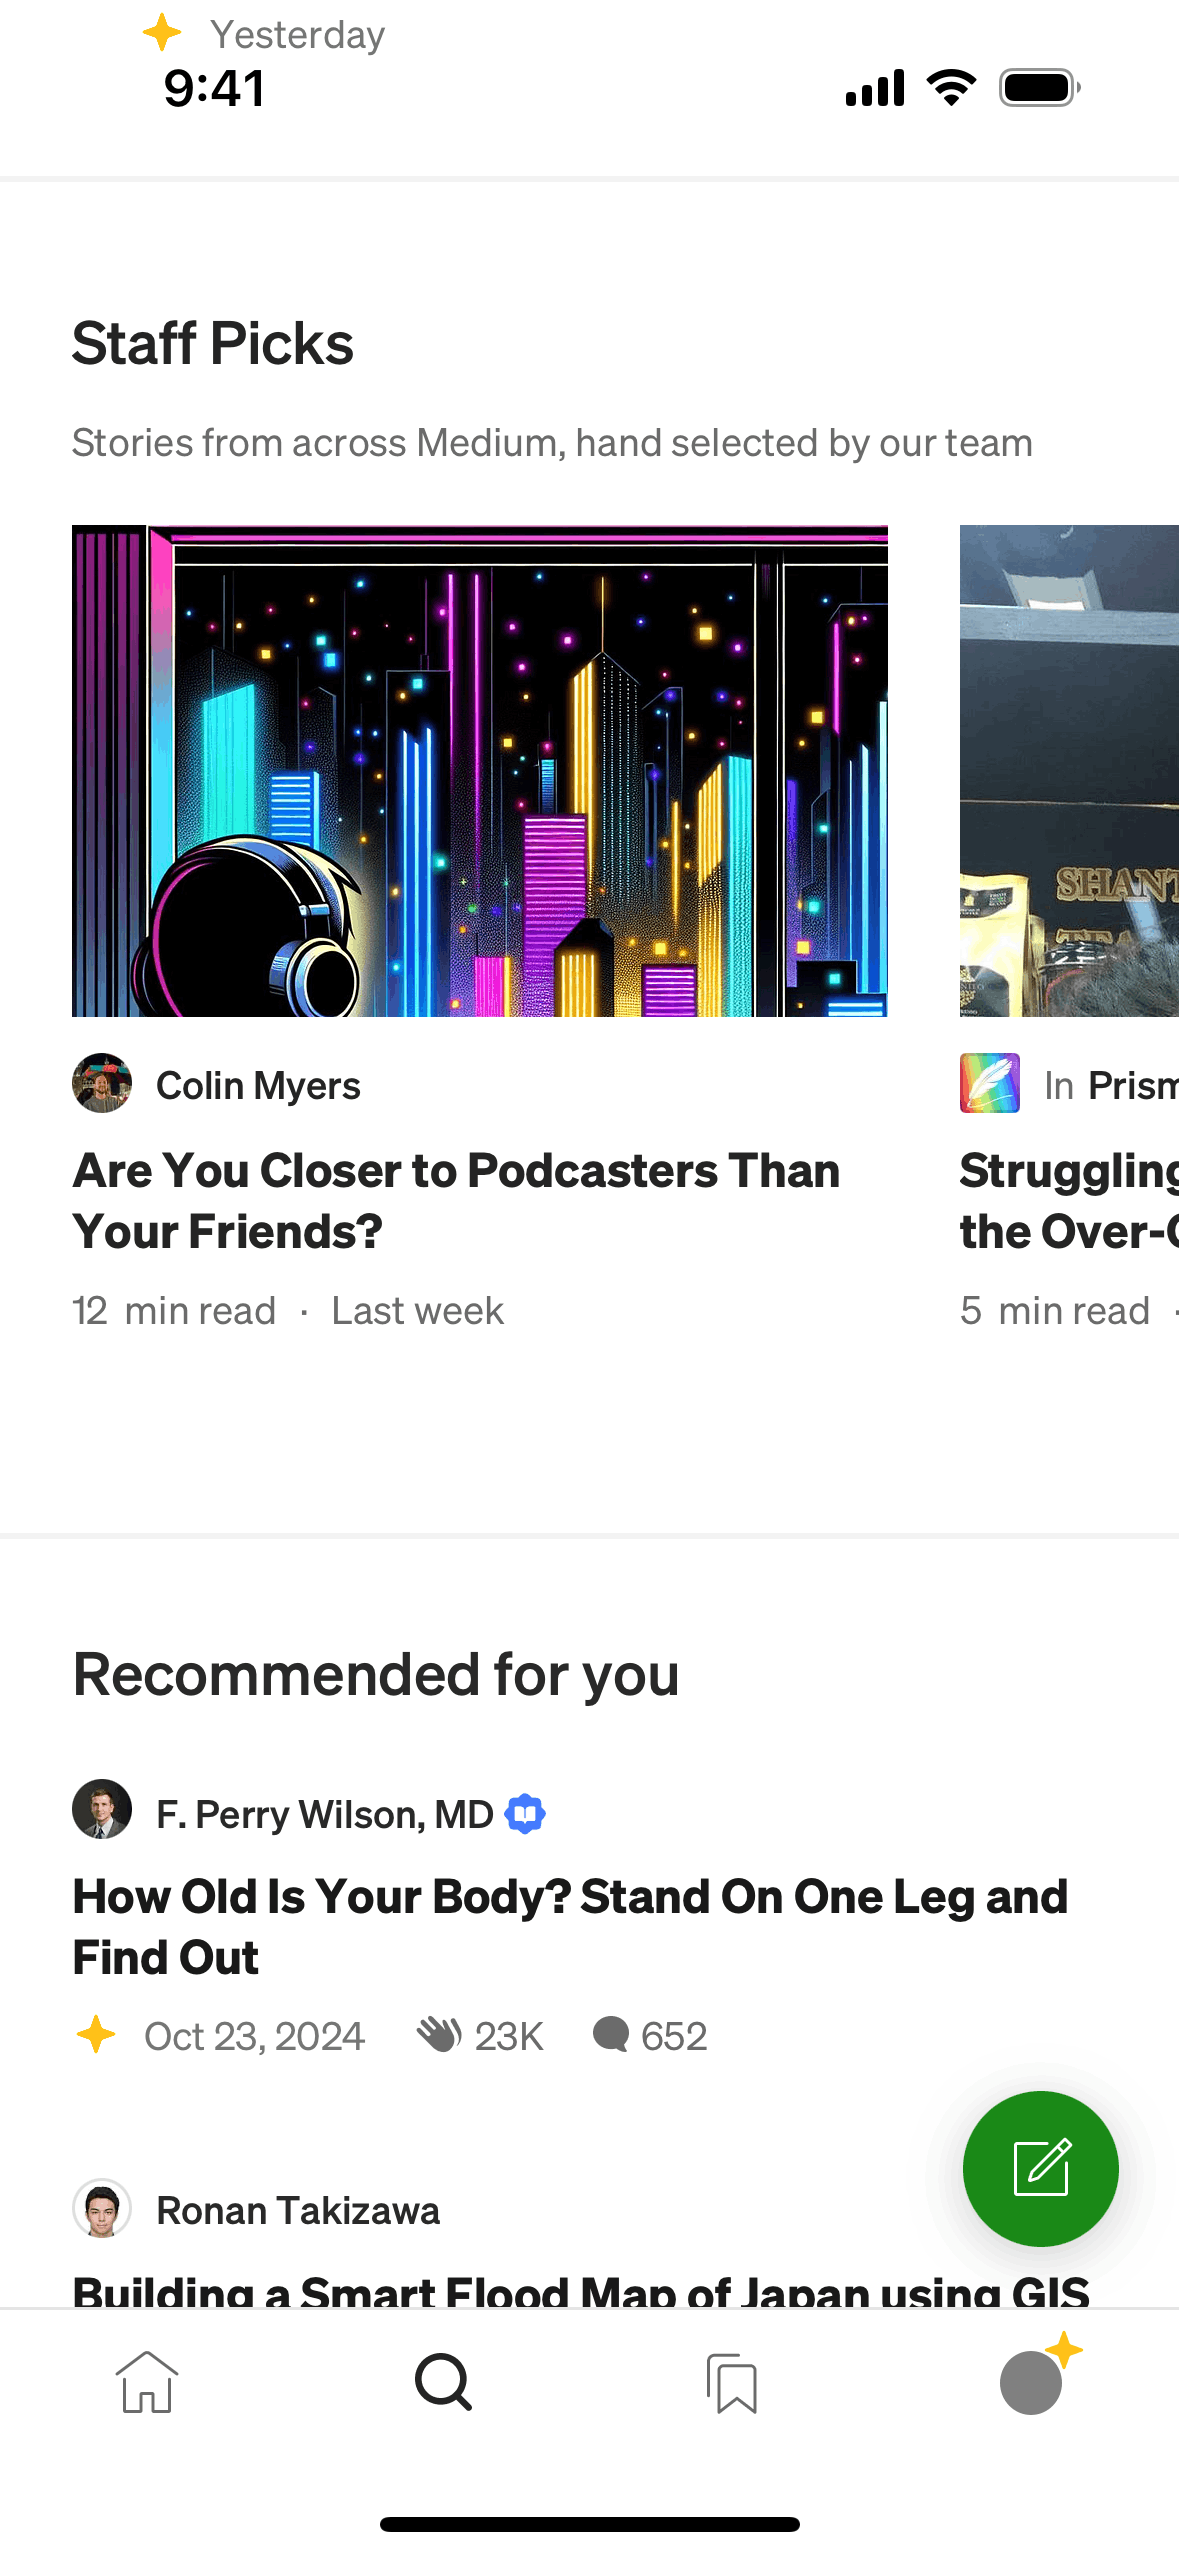 Yesterday
9:41
Staff Picks
Stories from across Medium, hand selected by our team
SHANT
TEA
Colin Myers
In Prism
Are You Closer to Podcasters Than
Your Friends?
Struggling
the Over-
12 min read · Last week
5 min read ·
Recommended for you
F. Perry Wilson, MD
How Old Is Your Body? Stand On One Leg and
Find Out
Oct 23, 2024 23K 652
Ronan Takizawa
Building a Smart Flood Map of Japan using GIS